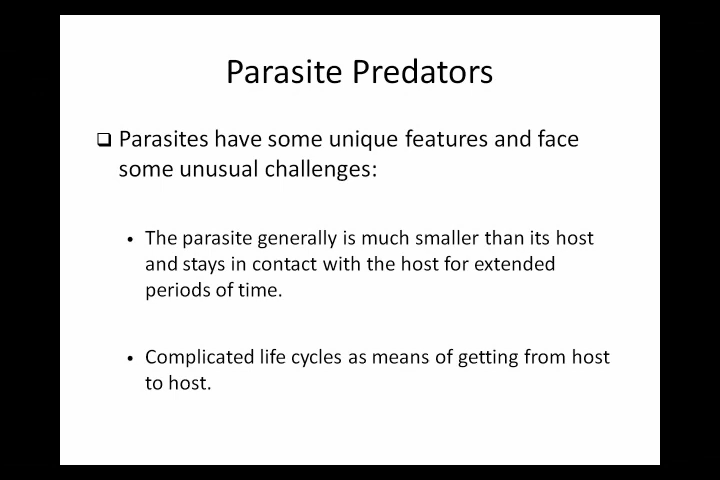 Parasite Predators
❑ Parasites have some unique features and face
some unusual challenges:
• The parasite generally is much smaller than its host
and stays in contact with the host for extended
periods of time.
• Complicated life cycles as means of getting from host
to host.